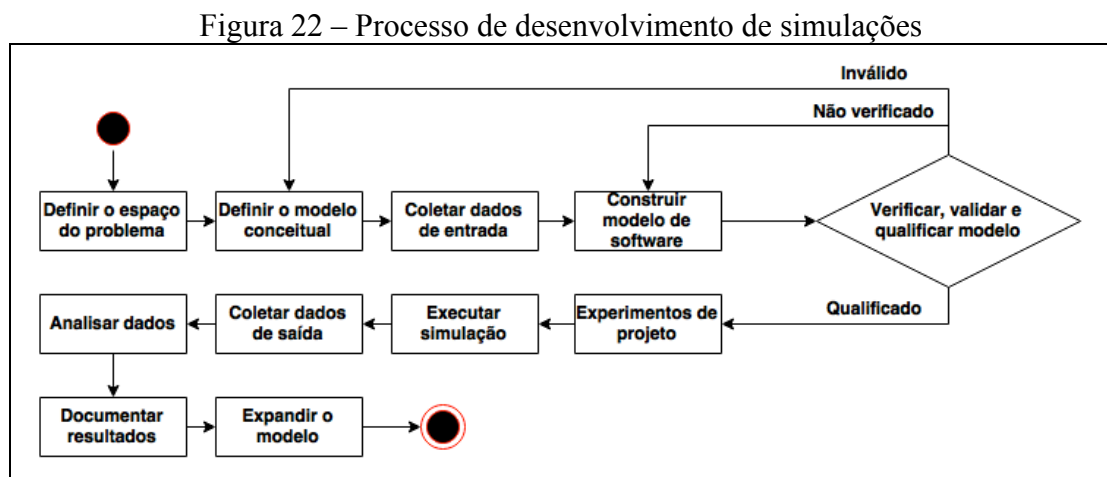 Figura 22 – Processo de desenvolvimento de simulações
Inválido
Não verificado
Definir o espaço
do problema
Definir o modelo
conceitual
Coletar dados
de entrada
Construir
modelo de
software
Verificar, validar e
qualificar modelo
Analisar dados
Coletar dados
de saída
Executar
simulação
Experimentos de
projeto
Qualificado
Documentar
resultados
Expandir o
modelo